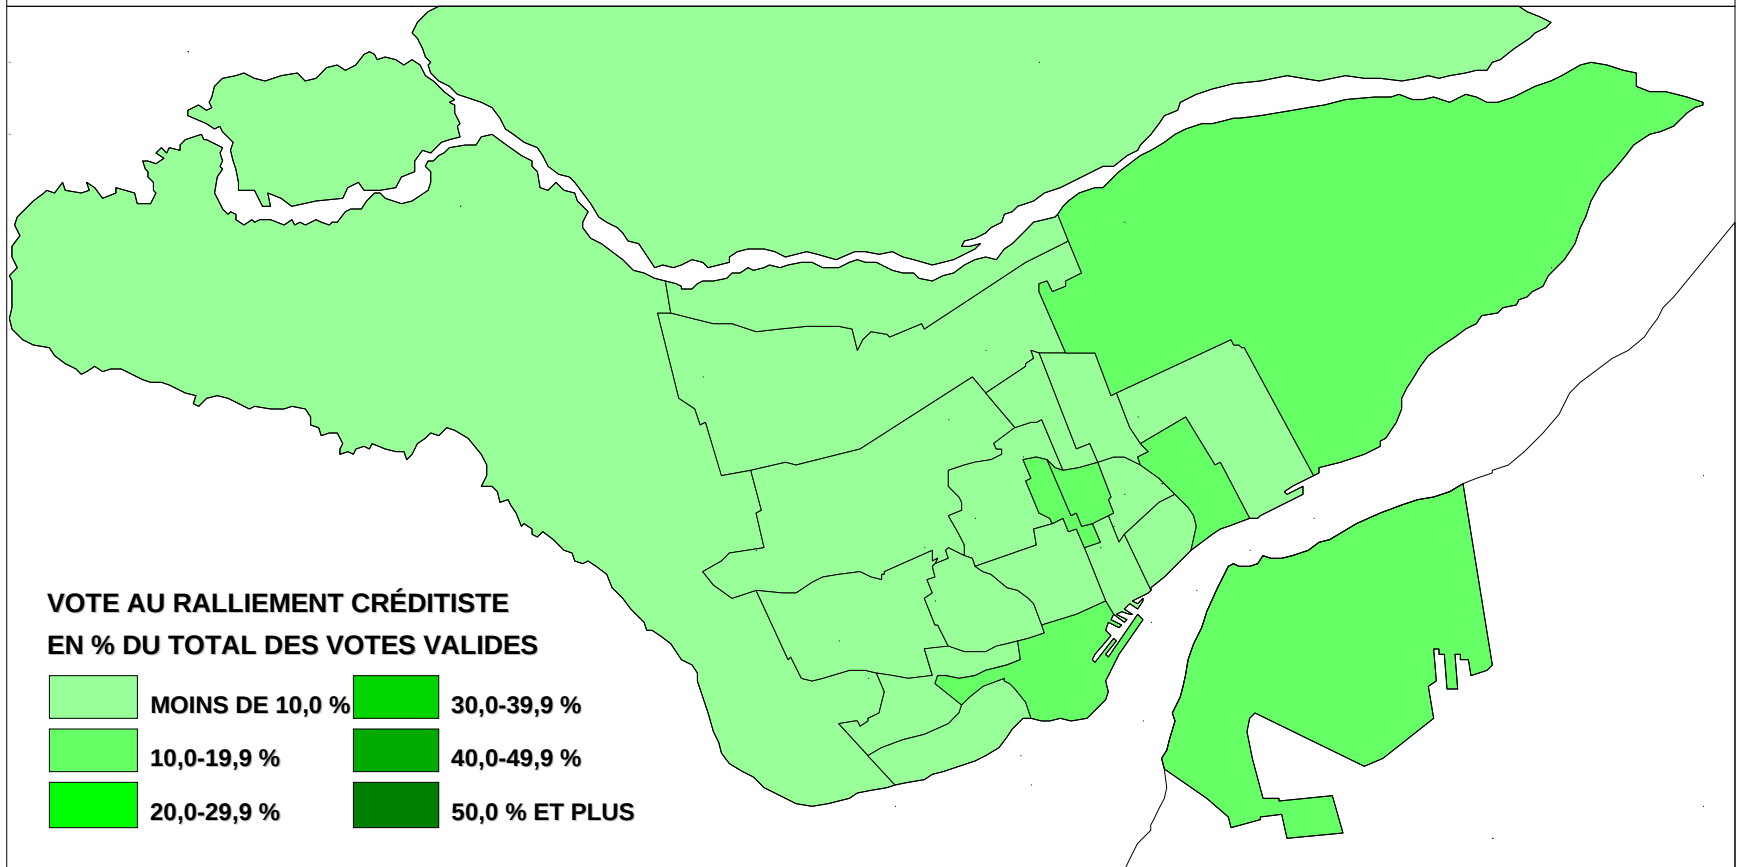 VOTE AU RALLIEMENT CRÉDITISTE
EN % DU TOTAL DES VOTES VALIDES
MOINS DE 10,0 %
10,0-19,9 %
20,0-29,9 %
30,0-39,9 %
40,0-49,9 %
50,0 % ET PLUS